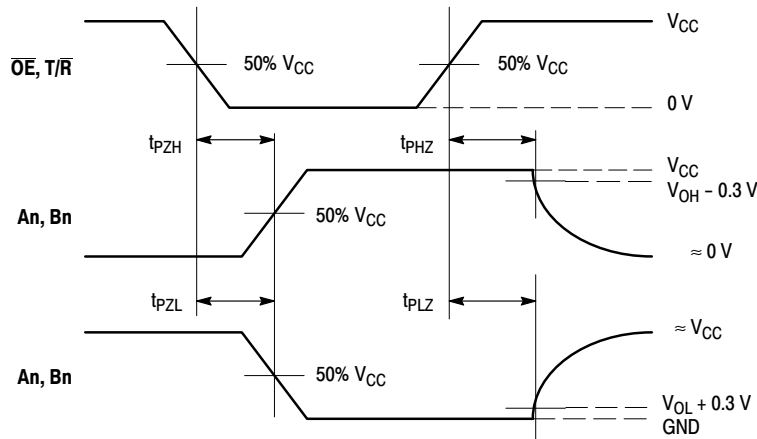 V_CC
O̅E̅, T/R̅
50% V_CC
50% V_CC
0 V
t_PZH
t_PHZ
V_CC
V_OH – 0.3 V
An, Bn
50% V_CC
≈ 0 V
t_PZL
t_PLZ
≈ V_CC
An, Bn
50% V_CC
V_OL + 0.3 V
GND